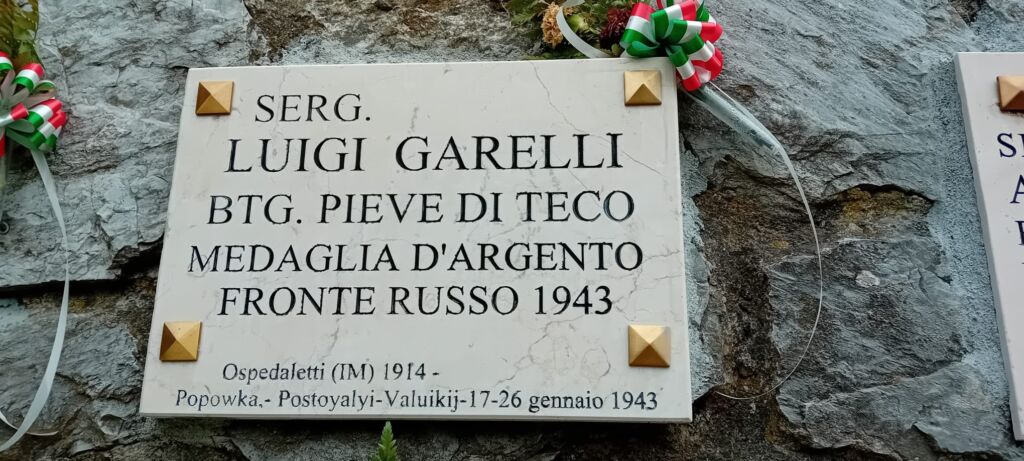 SERG.
LUIGI GARELLI
BTG. PIEVE DI TECO
MEDAGLIA D'ARGENTO
FRONTE RUSSO 1943
Ospedaletti (IM) 1914 -
Popowka,- Postoyalyi-Valuikij-17-26 gennaio 1943